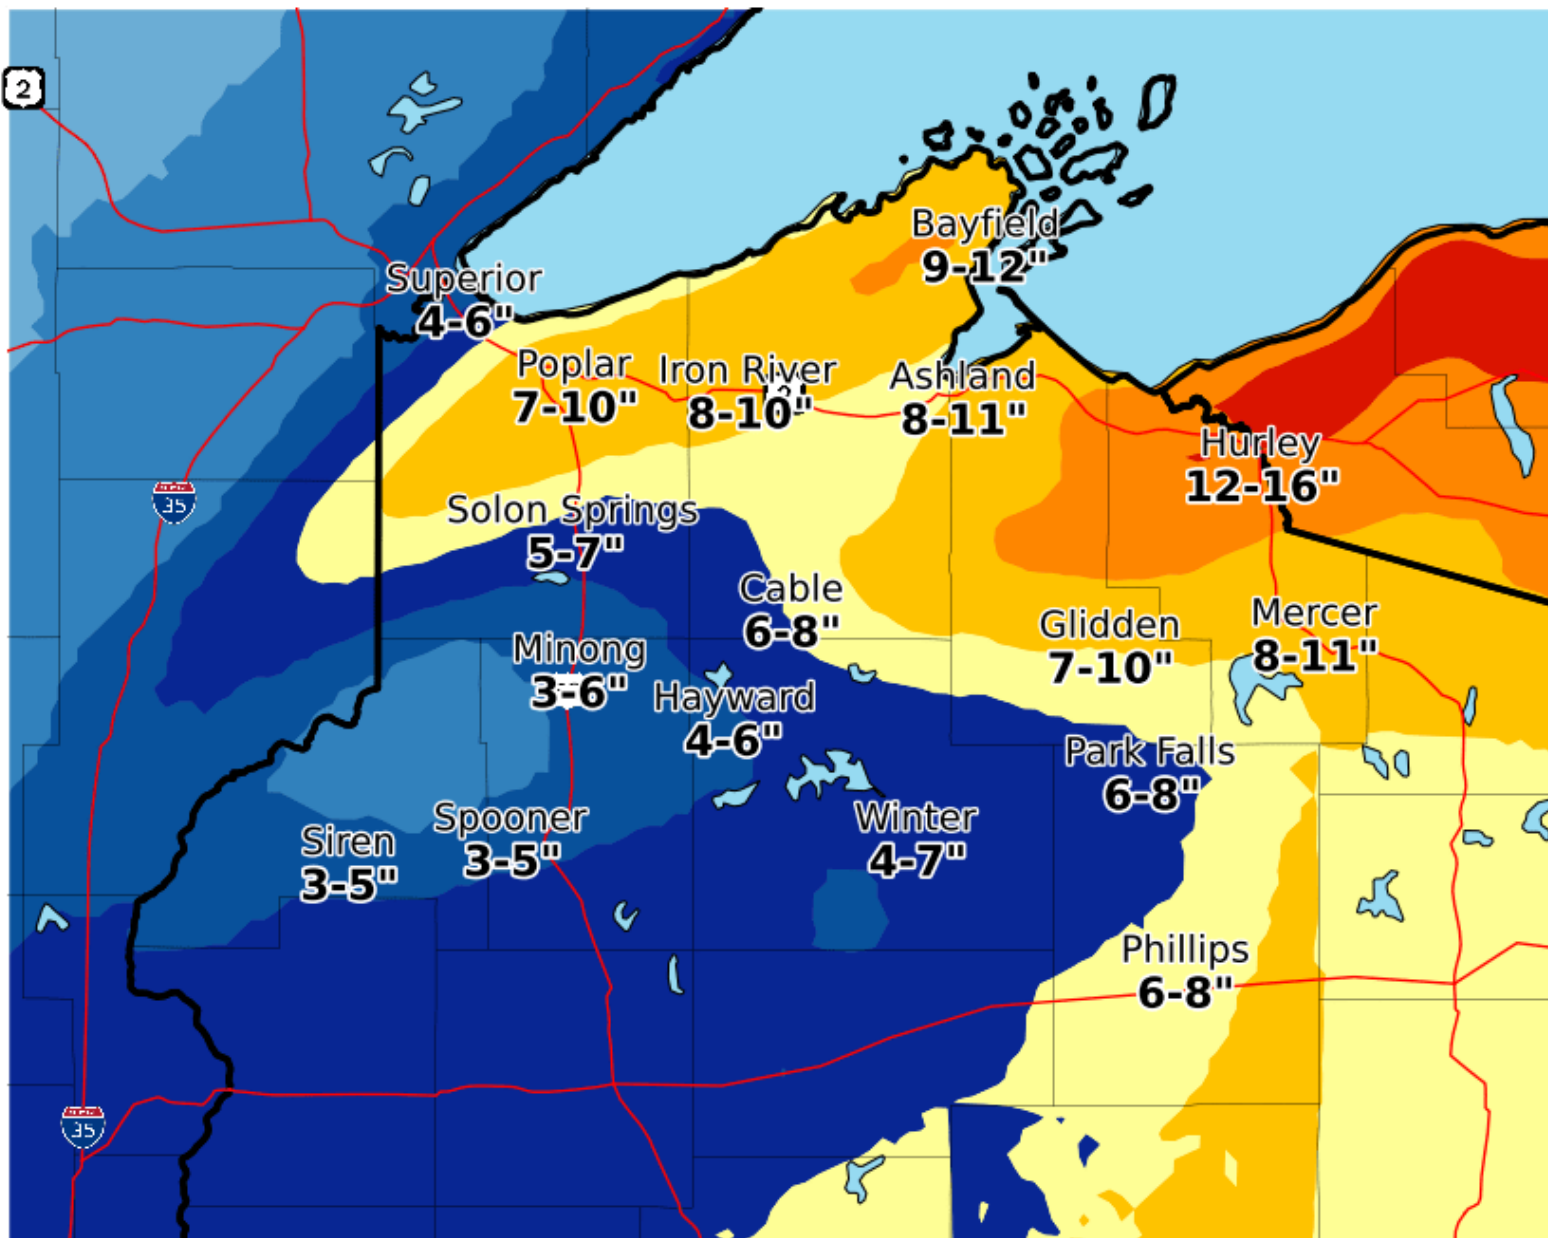 2
Bayfield
9-12"
Superior
4-6"
Poplar
7-10"
Iron River
8-10"
Ashland
8-11"
Hurley
12-16"
35
Solon Springs
5-7"
Cable
6-8"
Glidden
7-10"
Mercer
8-11"
Minong
3-6"
Hayward
4-6"
Park Falls
6-8"
Spooner
3-5"
Winter
4-7"
Siren
3-5"
Phillips
6-8"
35